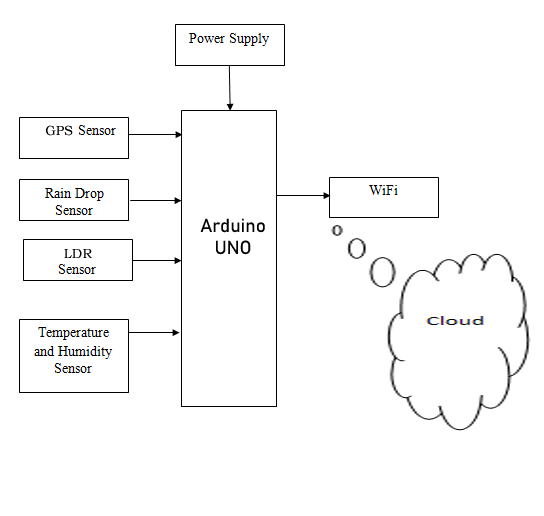 Power Supply
GPS Sensor
Rain Drop
Sensor
LDR
Sensor
Temperature
and Humidity
Sensor
Arduino
UNO
WiFi
Cloud